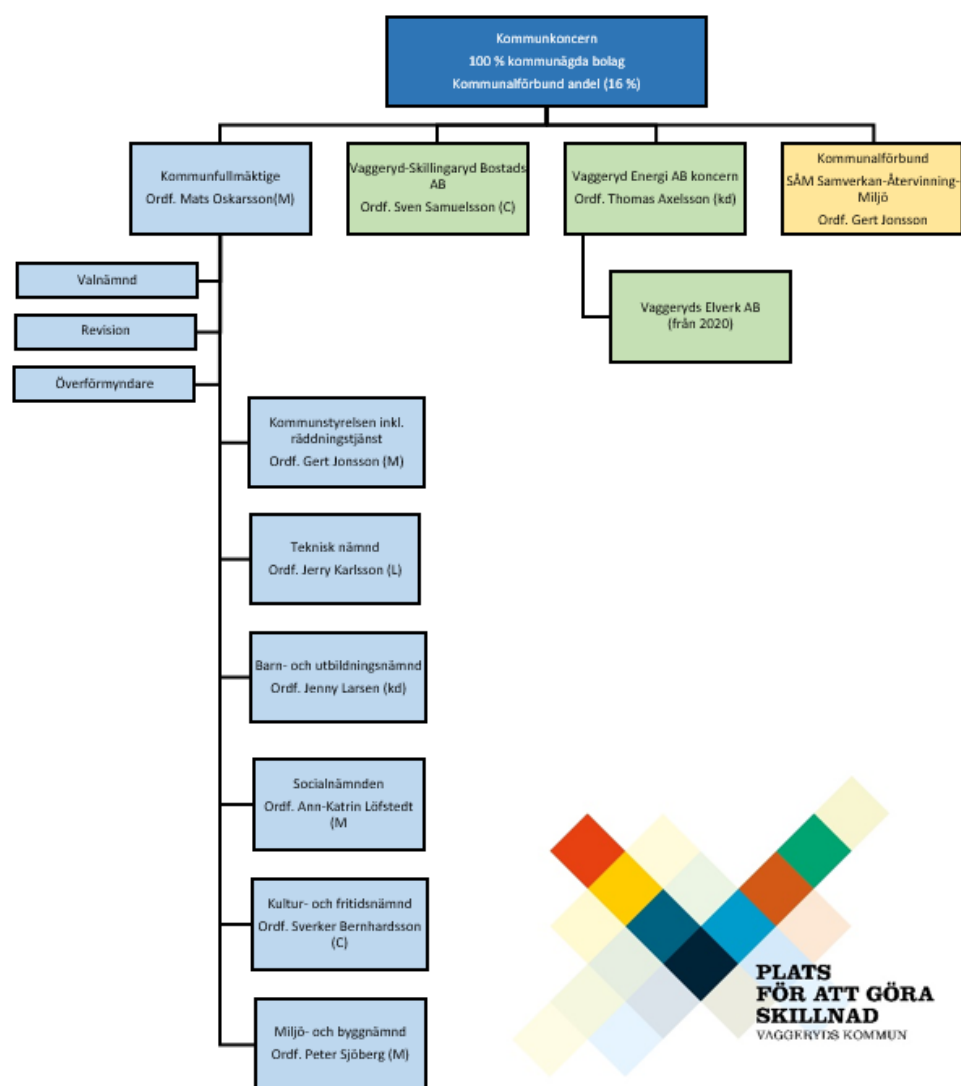 Kommunkoncern
100 % kommunägda bolag
Kommunalförbund andel (16 %)
Kommunfullmäktige
Ordf. Mats Oskarsson(M)
Vaggeryd-Skillingaryd Bostads
AB
Ordf. Sven Samuelsson (C)
Vaggeryd Energi AB koncern
Ordf. Thomas Axelsson (kd)
Kommunalförbund
SÅM Samverkan-Återvinning-
Miljö
Ordf. Gert Jonsson
Valnämnd
Revision
Överförmyndare
Vaggeryds Elverk AB
(från 2020)
Kommunstyrelsen inkl.
räddningstjänst
Ordf. Gert Jonsson (M)
Teknisk nämnd
Ordf. Jerry Karlsson (L)
Barn- och utbildningsnämnd
Ordf. Jenny Larsen (kd)
Socialnämnden
Ordf. Ann-Katrin Löfstedt
(M
Kultur- och fritidsnämnd
Ordf. Sverker Bernhardsson
(C)
Miljö- och byggnämnd
Ordf. Peter Sjöberg (M)
PLATS
FÖR ATT GÖRA
SKILLNAD
VAGGERYDS KOMMUN